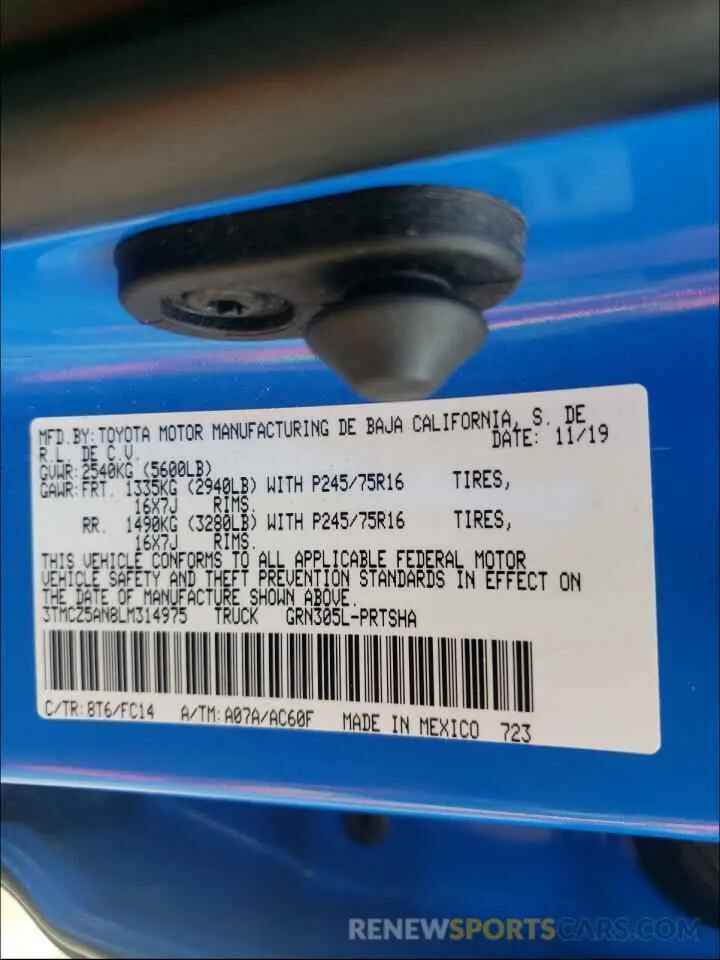 MFD.BY:TOYOTA MOTOR MANUFACTURING DE BAJA CALIFORNIA, S. DE
R.L. DE C.V. DATE: 11/19
GVWR: 2540KG (5600LB)
GAWR:FRT. 1335KG (2940LB) WITH P245/75R16 TIRES,
16X7J RIMS.
RR. 1490KG (3280LB) WITH P245/75R16 TIRES,
16X7J RIMS.
THIS VEHICLE CONFORMS TO ALL APPLICABLE FEDERAL MOTOR
VEHICLE SAFETY AND THEFT PREVENTION STANDARDS IN EFFECT ON
THE DATE OF MANUFACTURE SHOWN ABOVE.
3TMCZ5AN8LM314975 TRUCK GRN305L-PRTSHA
C/TR:8T6/FC14 A/TM:A07A/AC60F MADE IN MEXICO 723
RENEWSPORTSCARS.COM